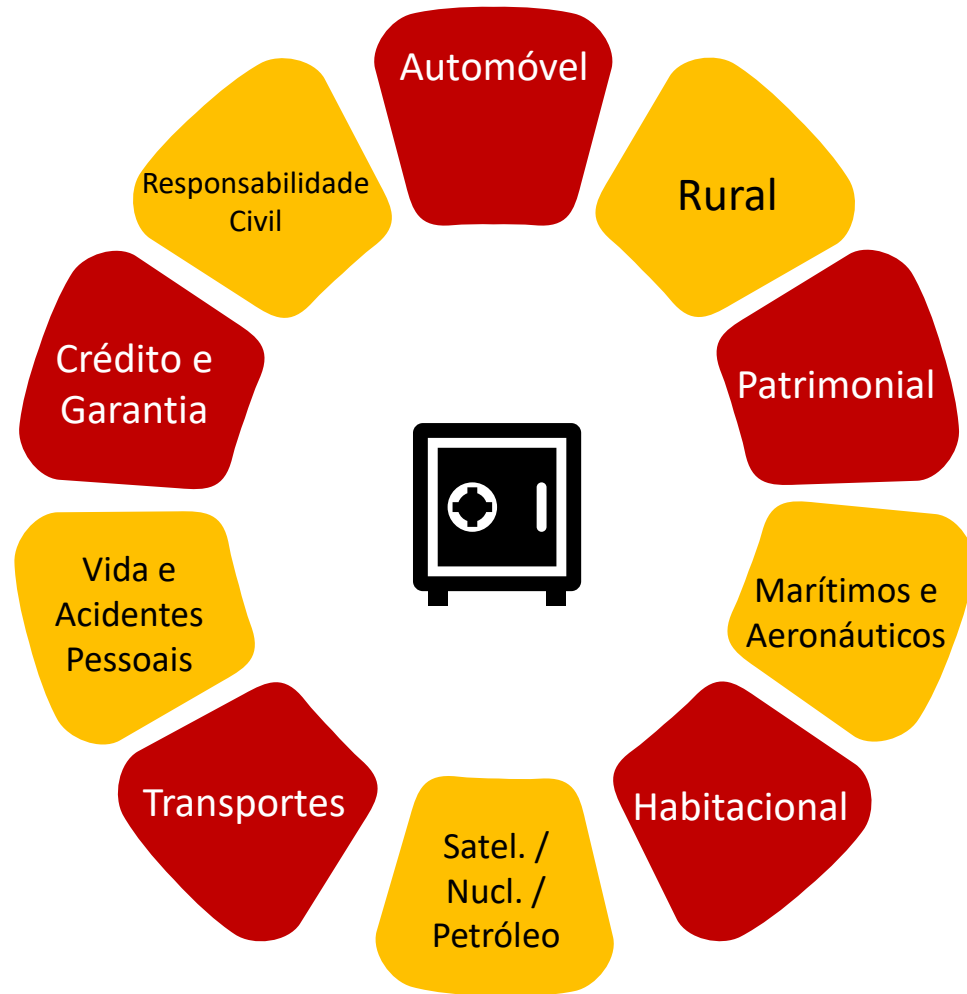 Automóvel
Rural
Patrimonial
Marítimos e
Aeronáuticos
Habitacional
Satel. /
Nucl. /
Petróleo
Transportes
Vida e
Acidentes
Pessoais
Crédito e
Garantia
Responsabilidade
Civil